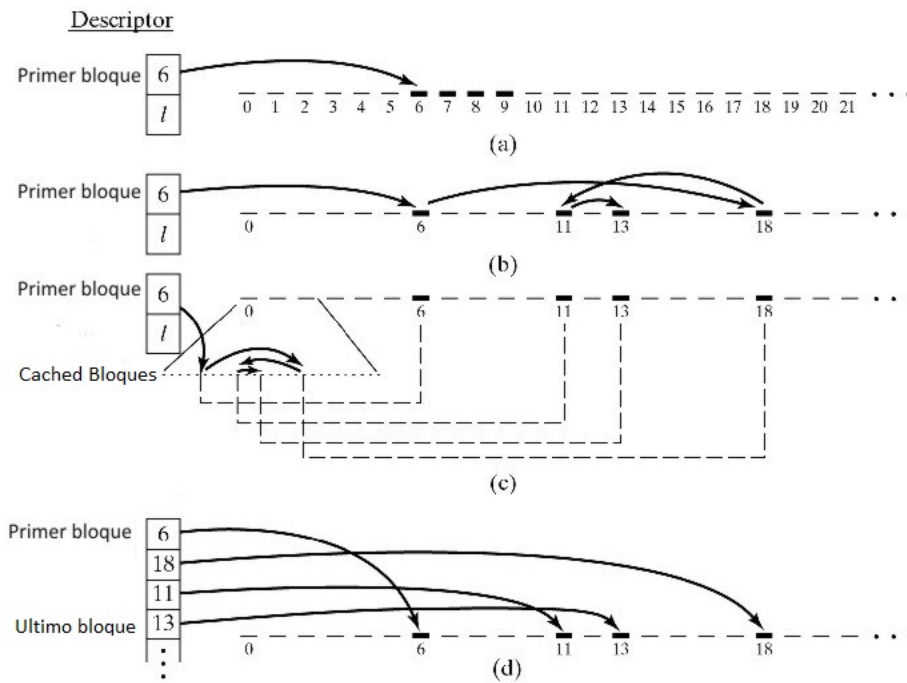 Descriptor
Primer bloque 6
l
0 1 2 3 4 5 6 7 8 9 10 11 12 13 14 15 16 17 18 19 20 21
(a)
Primer bloque 6
l
0 6 11 13 18
(b)
Primer bloque 6
l
0 6 11 13 18
Cached Bloques
(c)
Primer bloque 6
18
11
Ultimo bloque 13
0 6 11 13 18
(d)